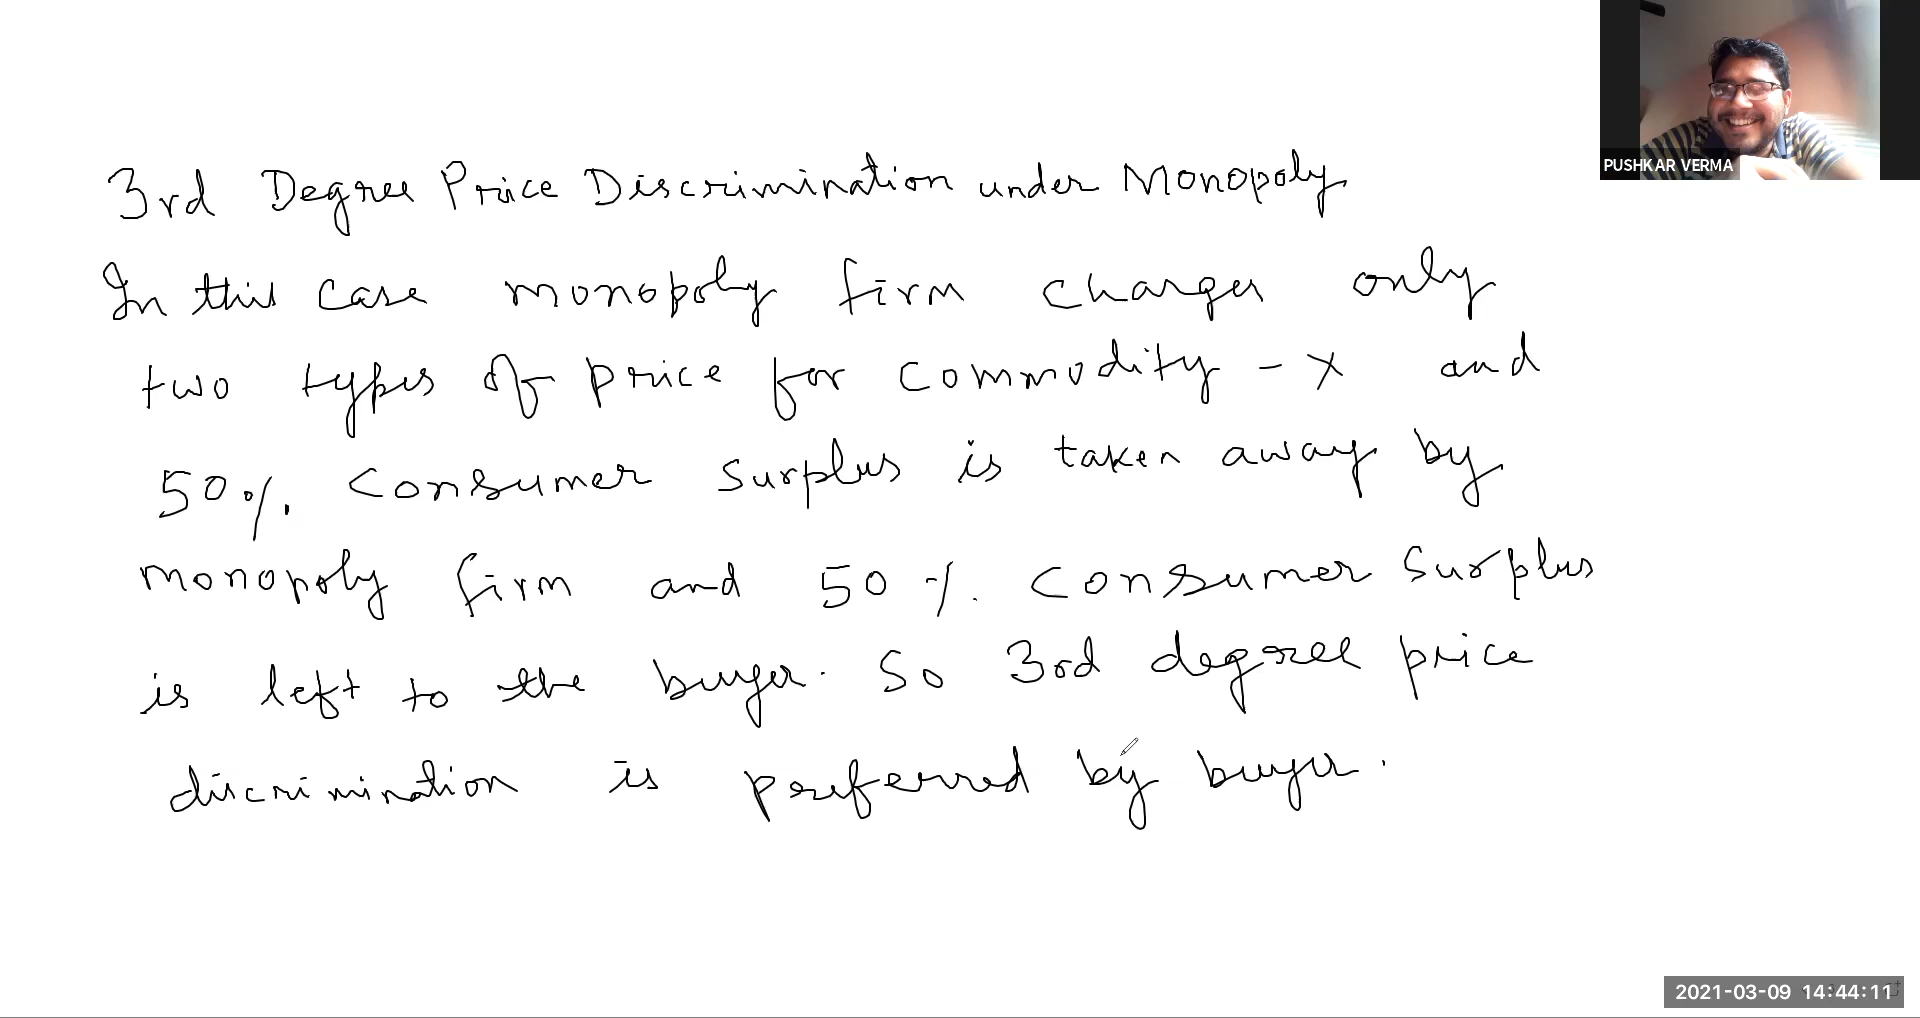 PUSHKAR VERMA
3rd Degree Price Discrimination under Monopoly
In this case monopoly firm charges only
two types of price for commodity - X and
50%. Consumer surplus is taken away by
monopoly firm and 50%. Consumer surplus
is left to the buyer. So 3rd degree price
discrimination is preferred by buyer.
2021-03-09 14:44:11